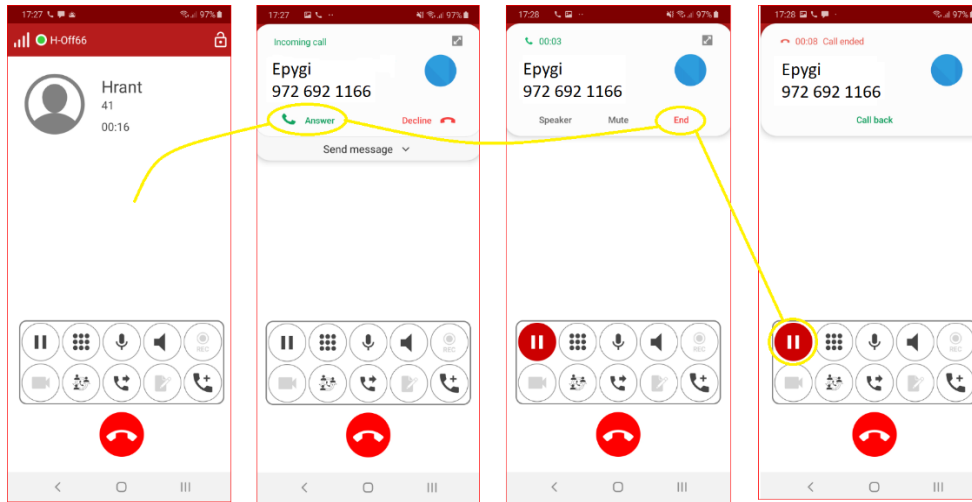 17:27
97%
H-Off66
Hrant
41
00:16
REC
17:27
97%
Incoming call
Epygi
972 692 1166
Answer
Decline
Send message
REC
17:28
97%
00:03
Epygi
972 692 1166
Speaker
Mute
End
REC
17:28
97%
00:08 Call ended
Epygi
972 692 1166
Call back
REC